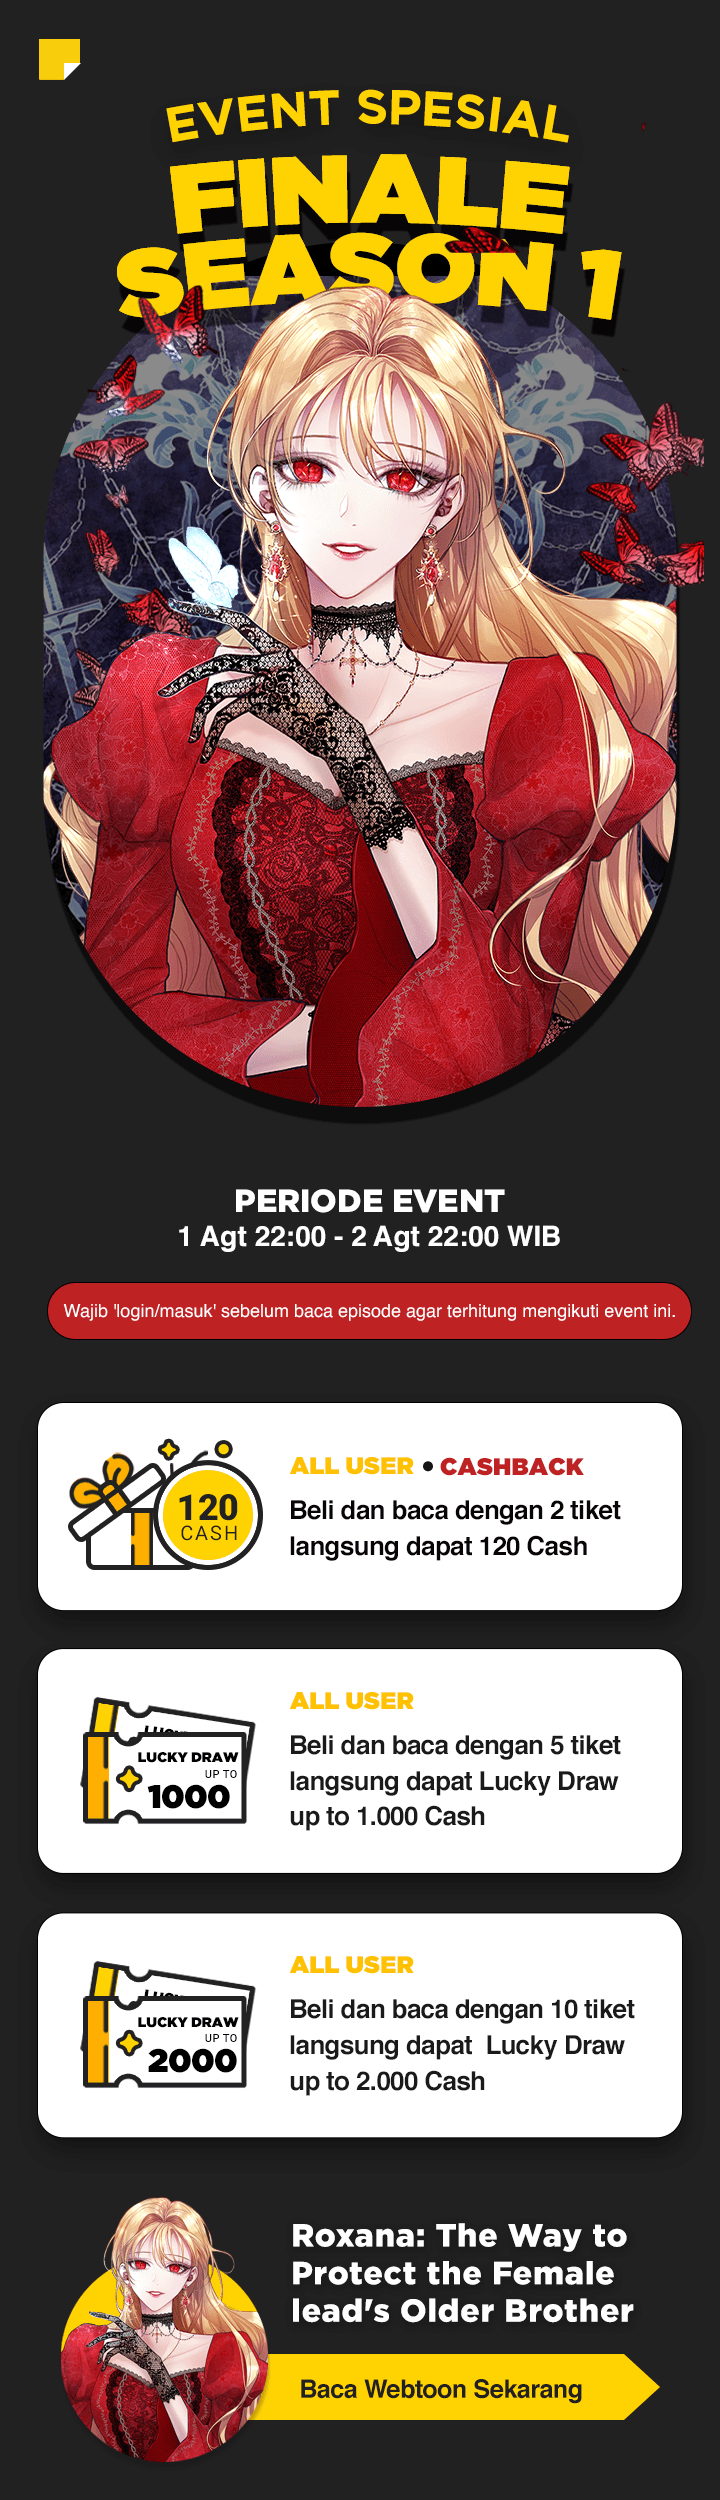 EVENT SPESIAL
FINALE
SEASON 1
PERIODE EVENT
1 Agt 22:00 - 2 Agt 22:00 WIB
Wajib 'login/masuk' sebelum baca episode agar terhitung mengikuti event ini.
120
CASH
ALL USER • CASHBACK
Beli dan baca dengan 2 tiket
langsung dapat 120 Cash
LUCKY DRAW
UP TO
1000
ALL USER
Beli dan baca dengan 5 tiket
langsung dapat Lucky Draw
up to 1.000 Cash
LUCKY DRAW
UP TO
2000
ALL USER
Beli dan baca dengan 10 tiket
langsung dapat  Lucky Draw
up to 2.000 Cash
Roxana: The Way to
Protect the Female
lead's Older Brother
Baca Webtoon Sekarang